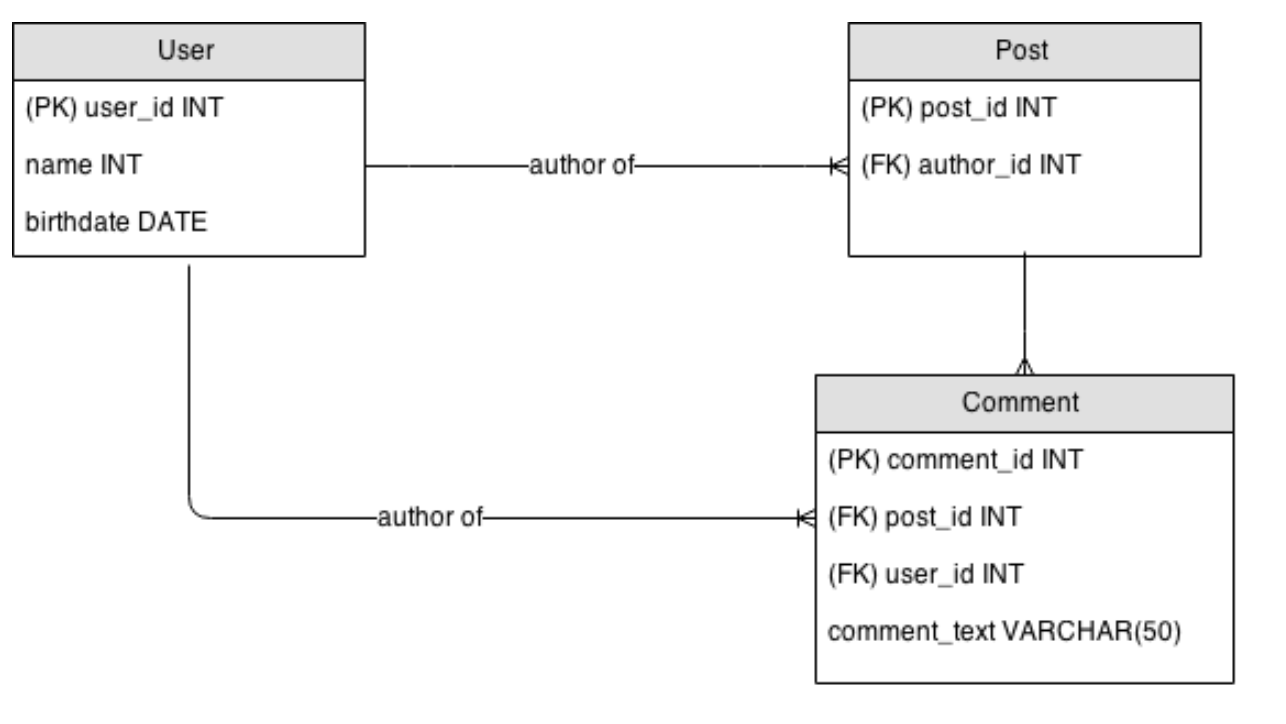 User
(PK) user_id INT
name INT
birthdate DATE
author of
Post
(PK) post_id INT
(FK) author_id INT
author of
Comment
(PK) comment_id INT
(FK) post_id INT
(FK) user_id INT
comment_text VARCHAR(50)